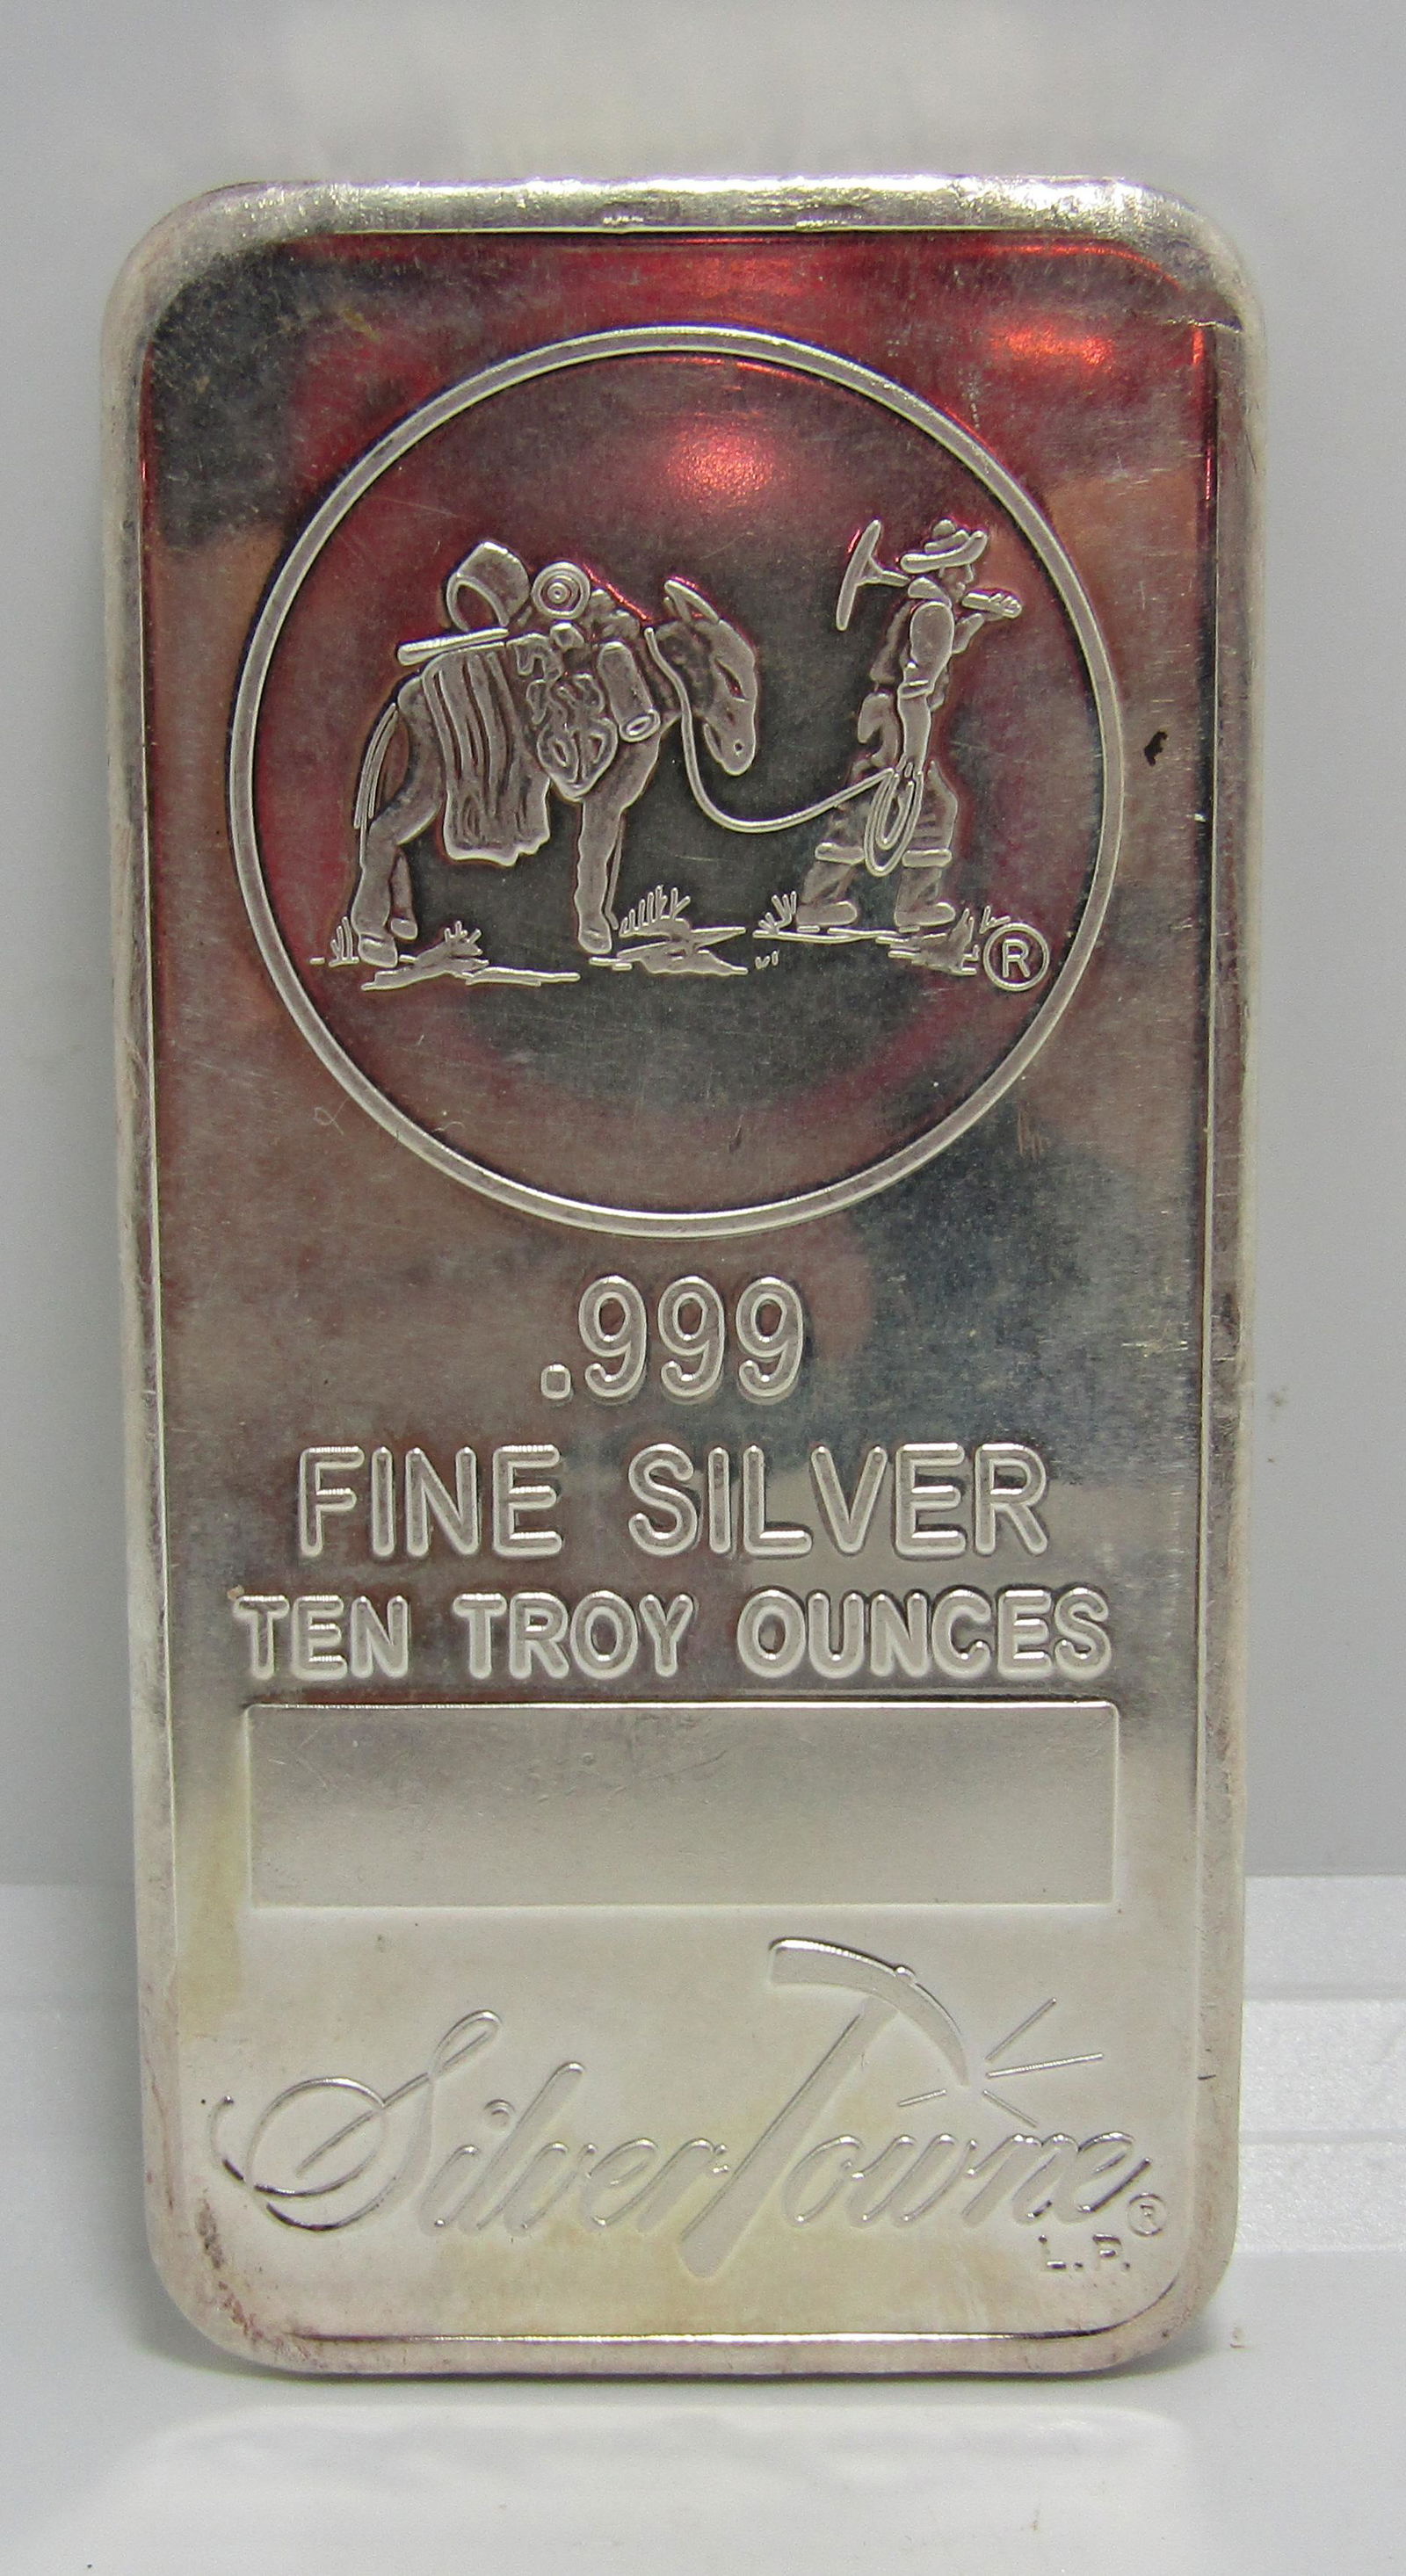 ®
.999
FINE SILVER
TEN TROY OUNCES
SilverTowne®
L.P.